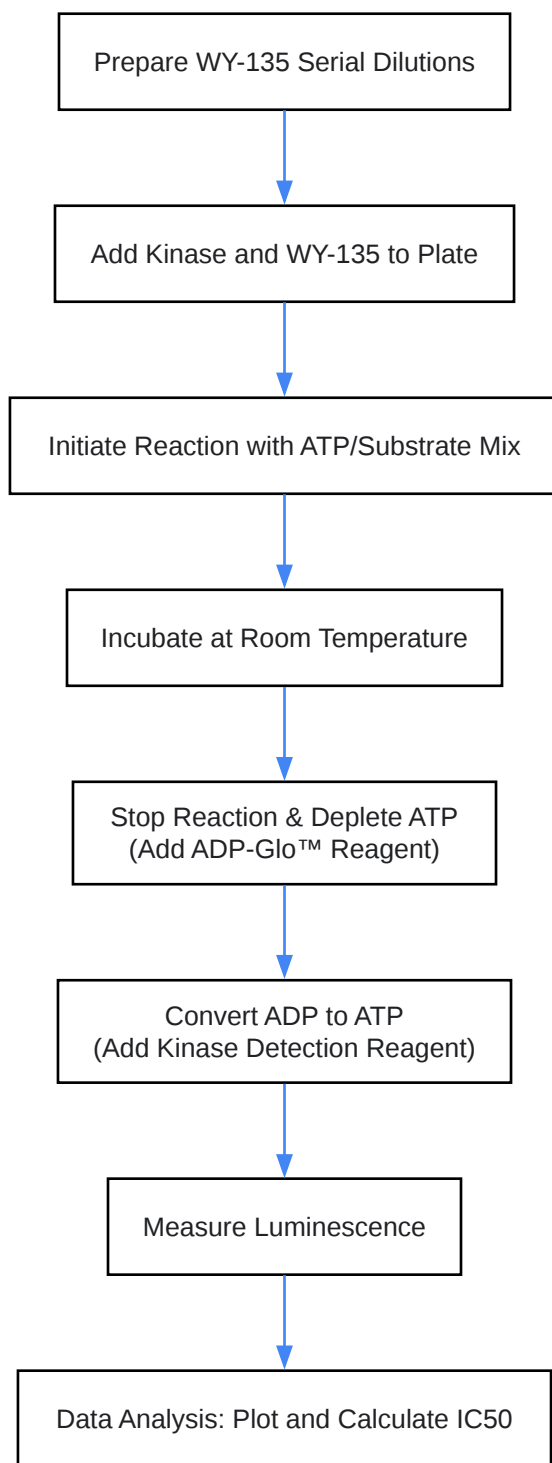 Prepare WY-135 Serial Dilutions
Add Kinase and WY-135 to Plate
Initiate Reaction with ATP/Substrate Mix
Incubate at Room Temperature
Stop Reaction & Deplete ATP
(Add ADP-Glo™ Reagent)
Convert ADP to ATP
(Add Kinase Detection Reagent)
Measure Luminescence
Data Analysis: Plot and Calculate IC50